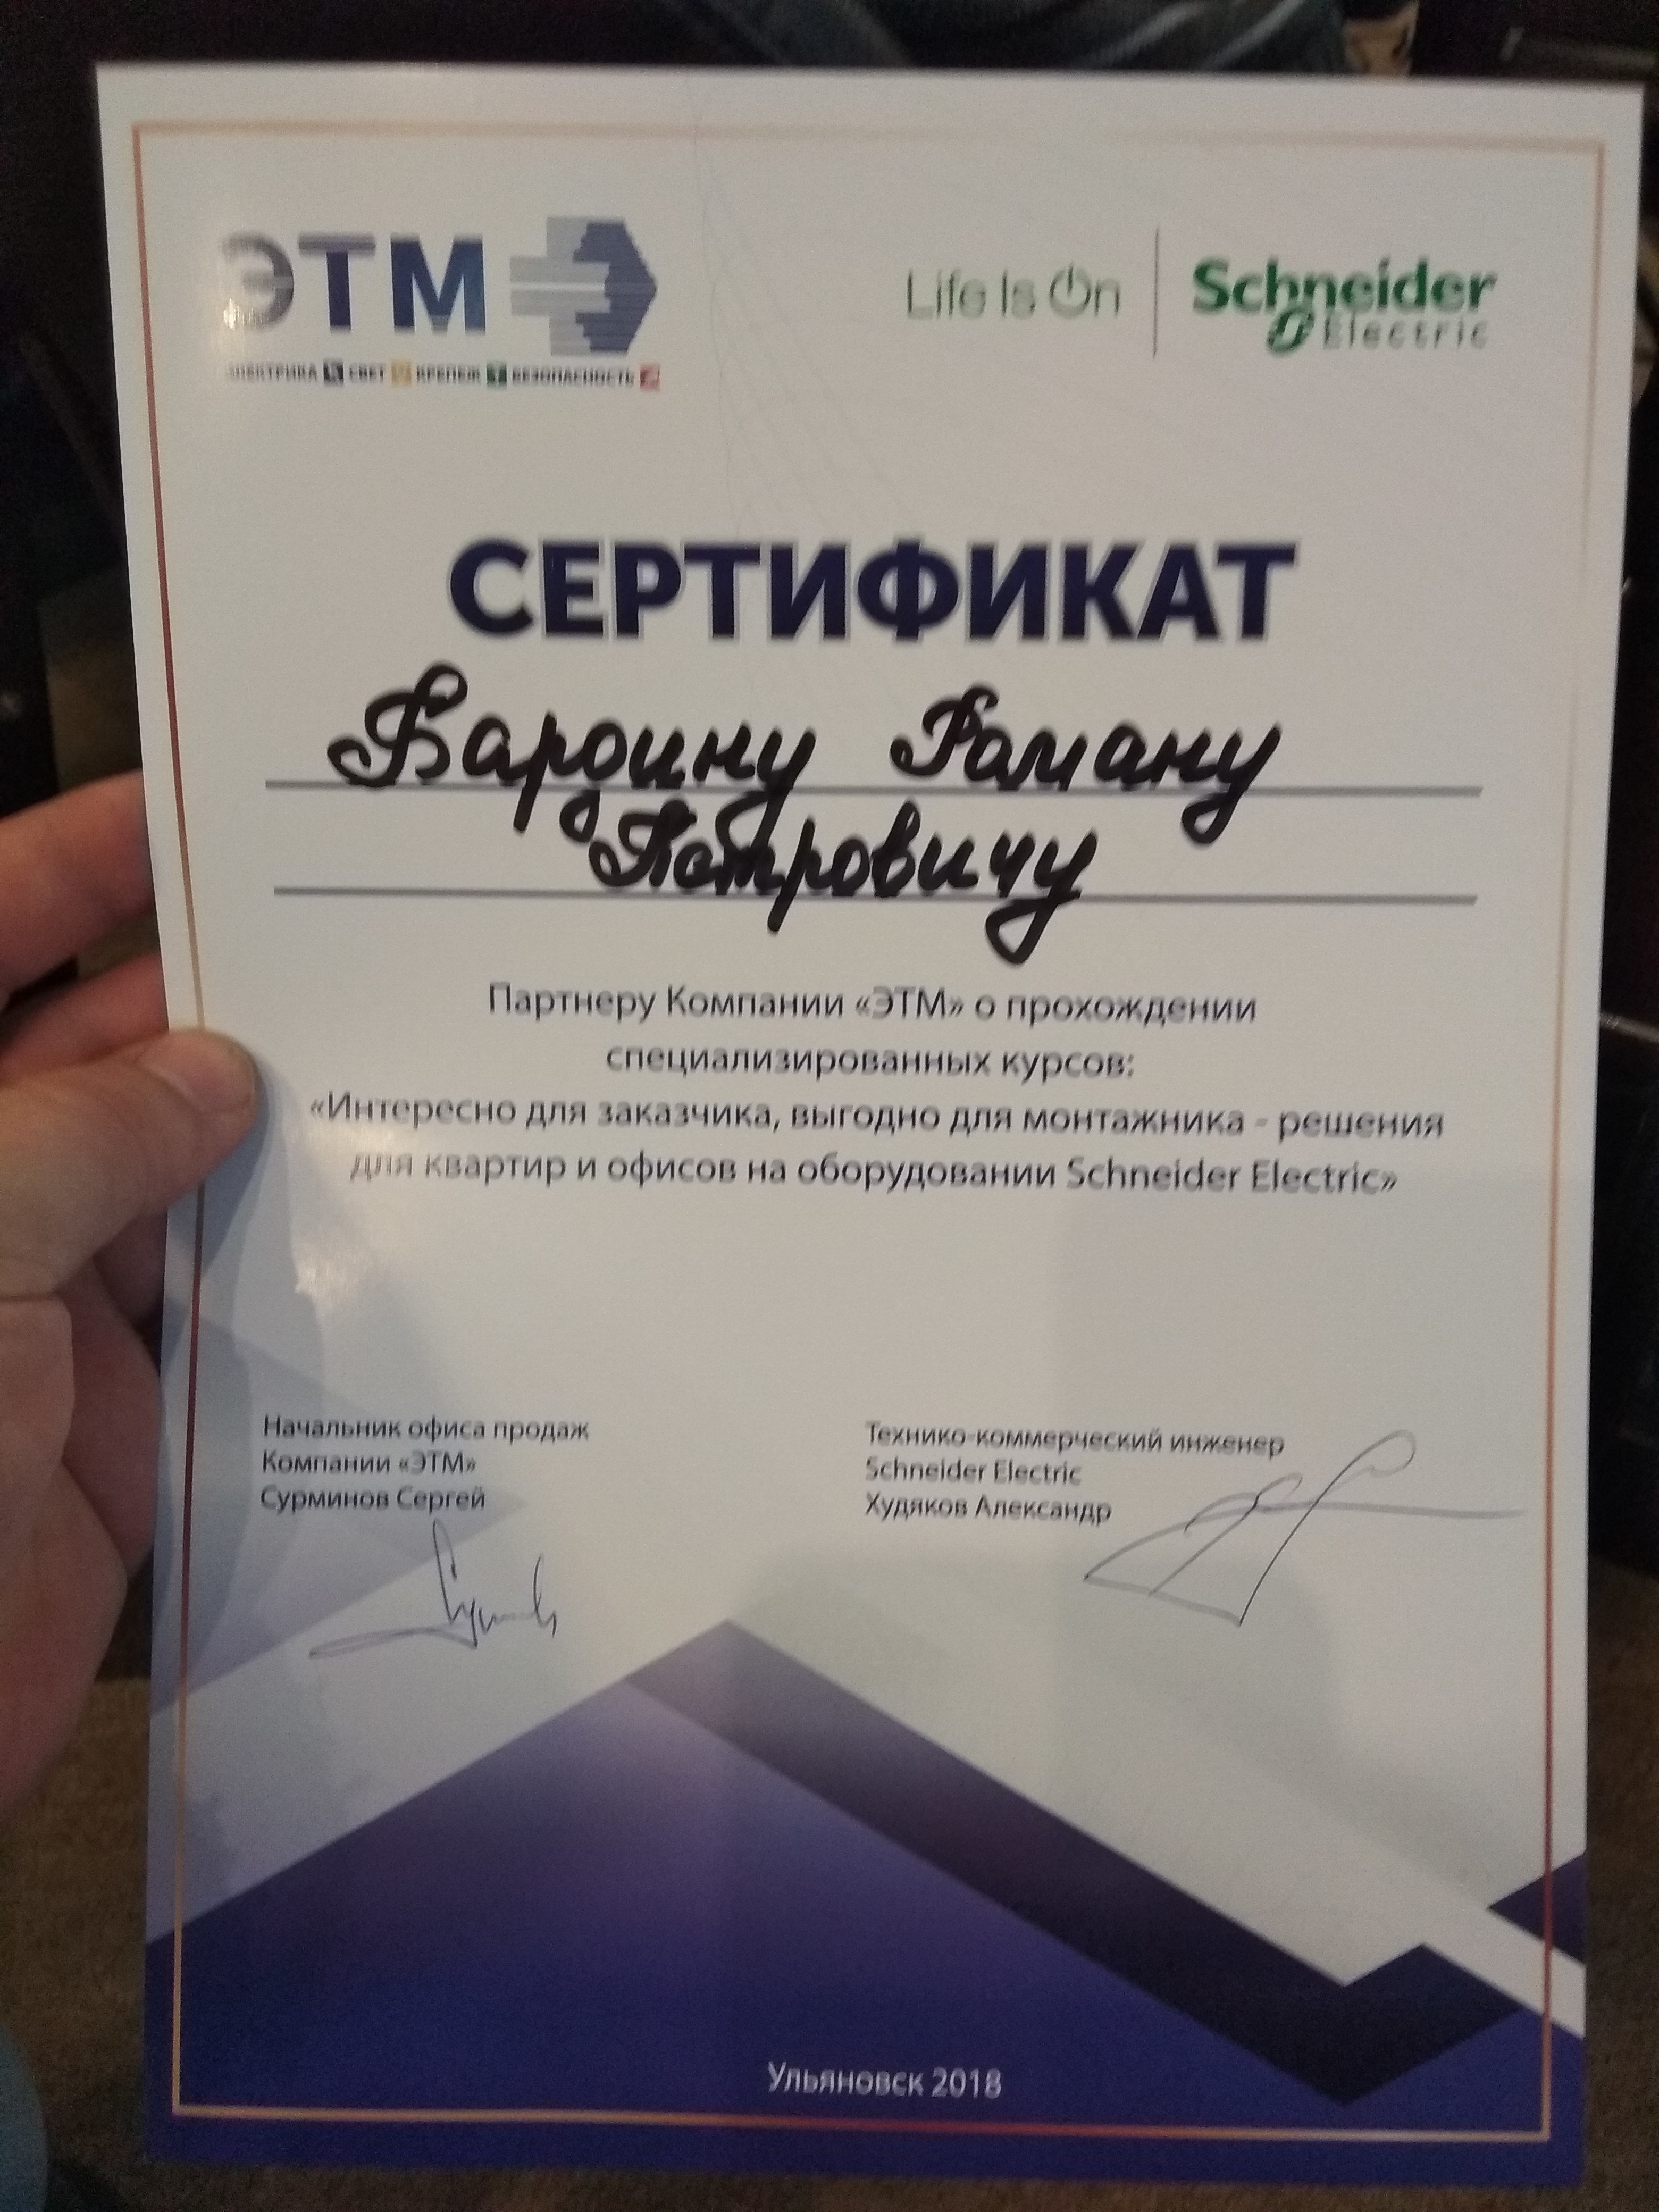 ЭТМ
ЭЛЕКТРИКА СВЕТ КРЕПЕЖ БЕЗОПАСНОСТЬ
Life Is On
Schneider
Electric
СЕРТИФИКАТ
Бардину Роману
Петровичу
Партнеру Компании «ЭТМ» о прохождении
специализированных курсов:
«Интересно для заказчика, выгодно для монтажника - решения
для квартир и офисов на оборудовании Schneider Electric»
Начальник офиса продаж
Компании «ЭТМ»
Сурминов Сергей
Технико-коммерческий инженер
Schneider Electric
Худяков Александр
Ульяновск 2018